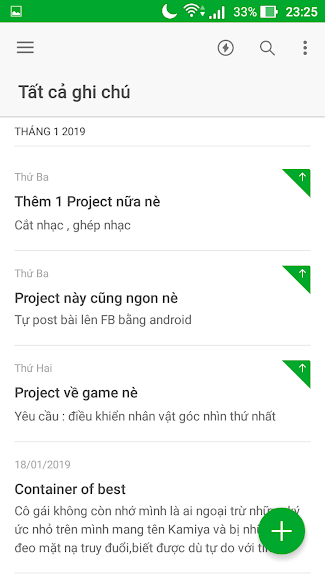 33% 23:25
Tất cả ghi chú
THÁNG 1 2019
Thứ Ba
Thêm 1 Project nữa nè
Cắt nhạc , ghép nhạc
Thứ Ba
Project này cũng ngon nè
Tự post bài lên FB bằng android
Thứ Hai
Project về game nè
Yêu cầu : điều khiển nhân vật góc nhìn thứ nhất
18/01/2019
Container of best
Cô gái không còn nhớ mình là ai ngoại trừ những ký
ức nhỏ trên mình mang tên Kamiya và bị
đeo mặt nạ truy đuổi,biết được dù tự do với